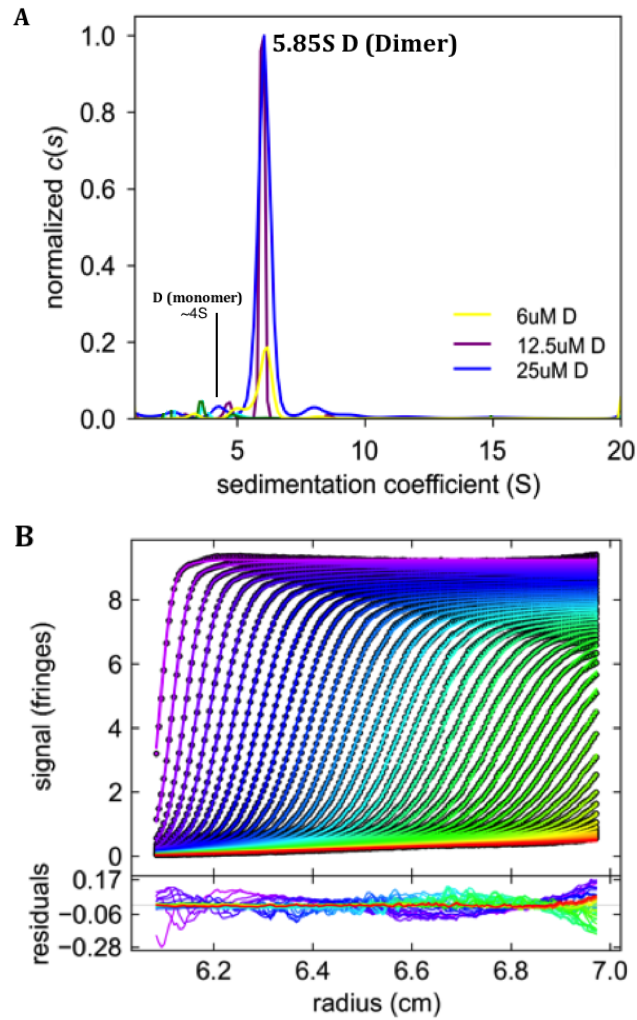 A
5.85S D (Dimer)
1.0
0.8
0.6
0.4
0.2
0.0
normalized c(s)
D (monomer)
~4S
6uM D
12.5uM D
25uM D
5
10
15
20
sedimentation coefficient (S)
B
8
6
4
2
0
signal (fringes)
0.17
−0.06
−0.28
residuals
6.2
6.4
6.6
6.8
7.0
radius (cm)